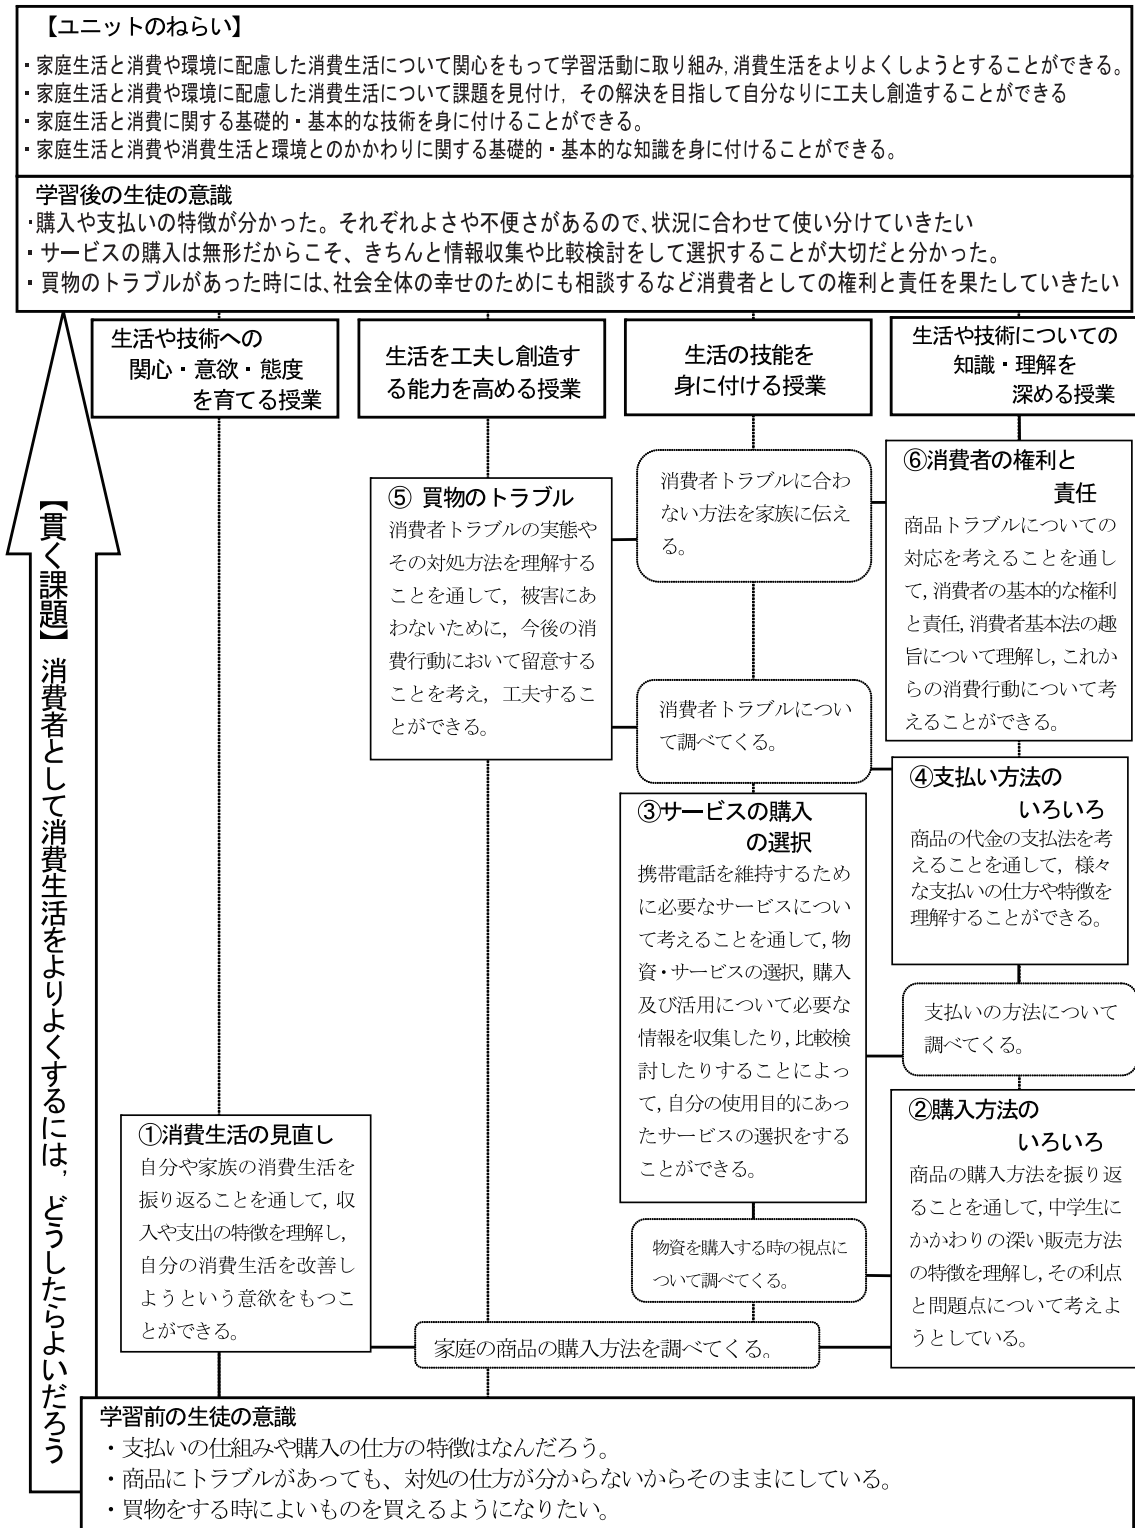 【ユニットのねらい】
・家庭生活と消費や環境に配慮した消費生活について関心をもって学習活動に取り組み,消費生活をよりよくしようとすることができる。
・家庭生活と消費や環境に配慮した消費生活について課題を見付け，その解決を目指して自分なりに工夫し創造することができる
・家庭生活と消費に関する基礎的・基本的な技術を身に付けることができる。
・家庭生活と消費や消費生活と環境とのかかわりに関する基礎的・基本的な知識を身に付けることができる。
学習後の生徒の意識
・購入や支払いの特徴が分かった。それぞれよさや不便さがあるので、状況に合わせて使い分けていきたい
・サービスの購入は無形だからこそ、きちんと情報収集や比較検討をして選択することが大切だと分かった。
・買物のトラブルがあった時には、社会全体の幸せのためにも相談するなど消費者としての権利と責任を果たしていきたい
生活や技術への
関心・意欲・態度
を育てる授業
生活を工夫し創造す
る能力を高める授業
生活の技能を
身に付ける授業
生活や技術についての
知識・理解を
深める授業
【貫く課題】消費者として消費生活をよりよくするには，どうしたらよいだろう
⑥消費者の権利と
責任
商品トラブルについての
対応を考えることを通し
て,消費者の基本的な権利
と責任,消費者基本法の趣
旨について理解し,これか
らの消費行動について考
えることができる。
消費者トラブルに合わ
ない方法を家族に伝え
る。
⑤ 買物のトラブル
消費者トラブルの実態や
その対処方法を理解する
ことを通して，被害にあ
わないために，今後の消
費行動において留意する
ことを考え，工夫するこ
とができる。
消費者トラブルについ
て調べてくる。
④支払い方法の
いろいろ
商品の代金の支払法を考
えることを通して，様々
な支払いの仕方や特徴を
理解することができる。
支払いの方法について
調べてくる。
③サービスの購入
の選択
携帯電話を維持するため
に必要なサービスについ
て考えることを通して,物
資・サービスの選択,購入
及び活用について必要な
情報を収集したり,比較検
討したりすることによっ
て,自分の使用目的にあっ
たサービスの選択をする
ことができる。
物資を購入する時の視点に
ついて調べてくる。
②購入方法の
いろいろ
商品の購入方法を振り返
ることを通して,中学生に
かかわりの深い販売方法
の特徴を理解し,その利点
と問題点について考えよ
うとしている。
①消費生活の見直し
自分や家族の消費生活を
振り返ることを通して,収
入や支出の特徴を理解し,
自分の消費生活を改善し
ようという意欲をもつこ
とができる。
家庭の商品の購入方法を調べてくる。
学習前の生徒の意識
・支払いの仕組みや購入の仕方の特徴はなんだろう。
・商品にトラブルがあっても、対処の仕方が分からないからそのままにしている。
・買物をする時によいものを買えるようになりたい。